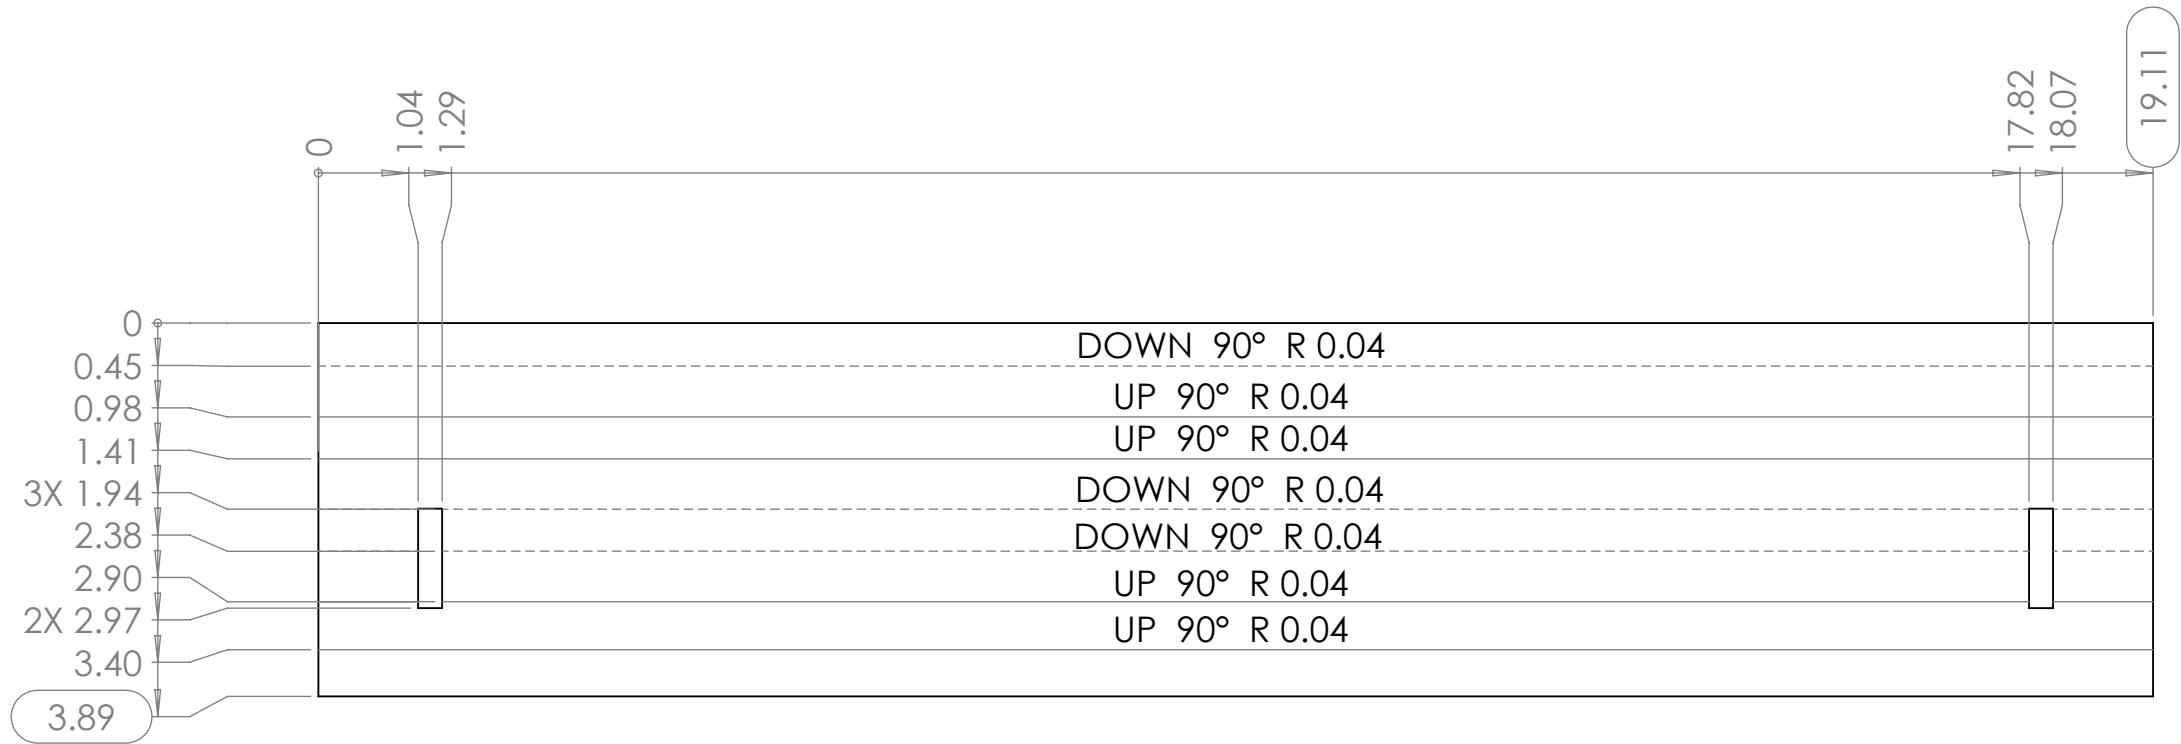 0
1.04
1.29
17.82
18.07
19.11
0
DOWN 90° R 0.04
0.45
UP 90° R 0.04
0.98
UP 90° R 0.04
1.41
DOWN 90° R 0.04
3X 1.94
DOWN 90° R 0.04
2.38
UP 90° R 0.04
2.90
2X 2.97
UP 90° R 0.04
3.40
3.89